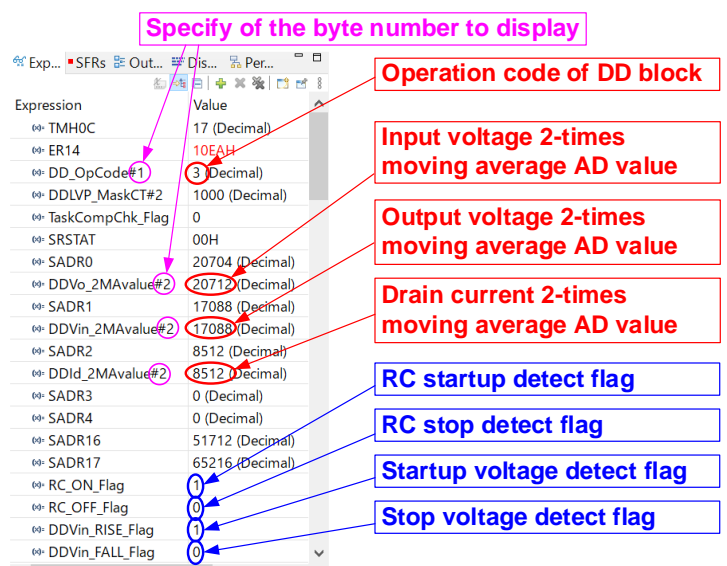 Specify of the byte number to display
Exp... SFRs Out... Dis... Per...
Expression Value
TMH0C 17 (Decimal)
ER14 10EAH
DD_OpCode#1 3 (Decimal)
DDLVP_MaskCT#2 1000 (Decimal)
TaskCompChk_Flag 0
SRSTAT 00H
SADR0 20704 (Decimal)
DDVo_2MAvalue#2 20712 (Decimal)
SADR1 17088 (Decimal)
DDVin_2MAvalue#2 17088 (Decimal)
SADR2 8512 (Decimal)
DDId_2MAvalue#2 8512 (Decimal)
SADR3 0 (Decimal)
SADR4 0 (Decimal)
SADR16 51712 (Decimal)
SADR17 65216 (Decimal)
RC_ON_Flag 1
RC_OFF_Flag 0
DDVin_RISE_Flag 1
DDVin_FALL_Flag 0
Operation code of DD block
Input voltage 2-times
moving average AD value
Output voltage 2-times
moving average AD value
Drain current 2-times
moving average AD value
RC startup detect flag
RC stop detect flag
Startup voltage detect flag
Stop voltage detect flag